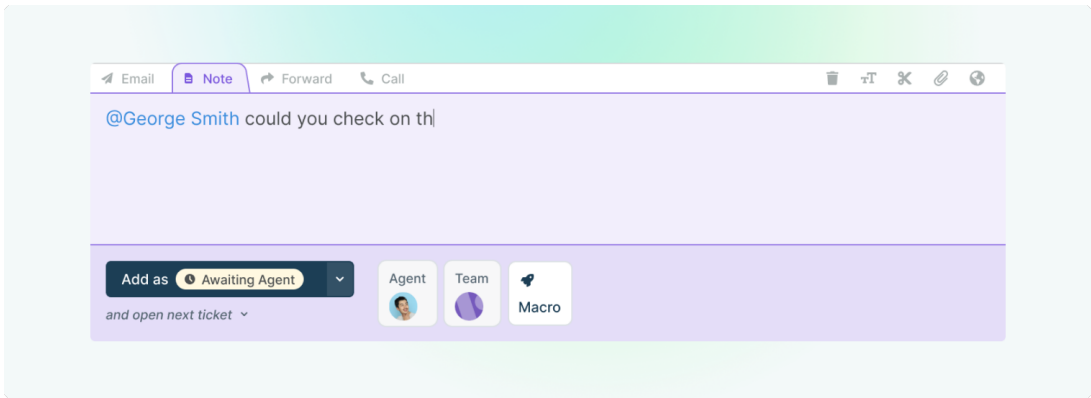 Email Note Forward Call
@George Smith could you check on th
Add as Awaiting Agent
Agent Team
Macro
and open next ticket